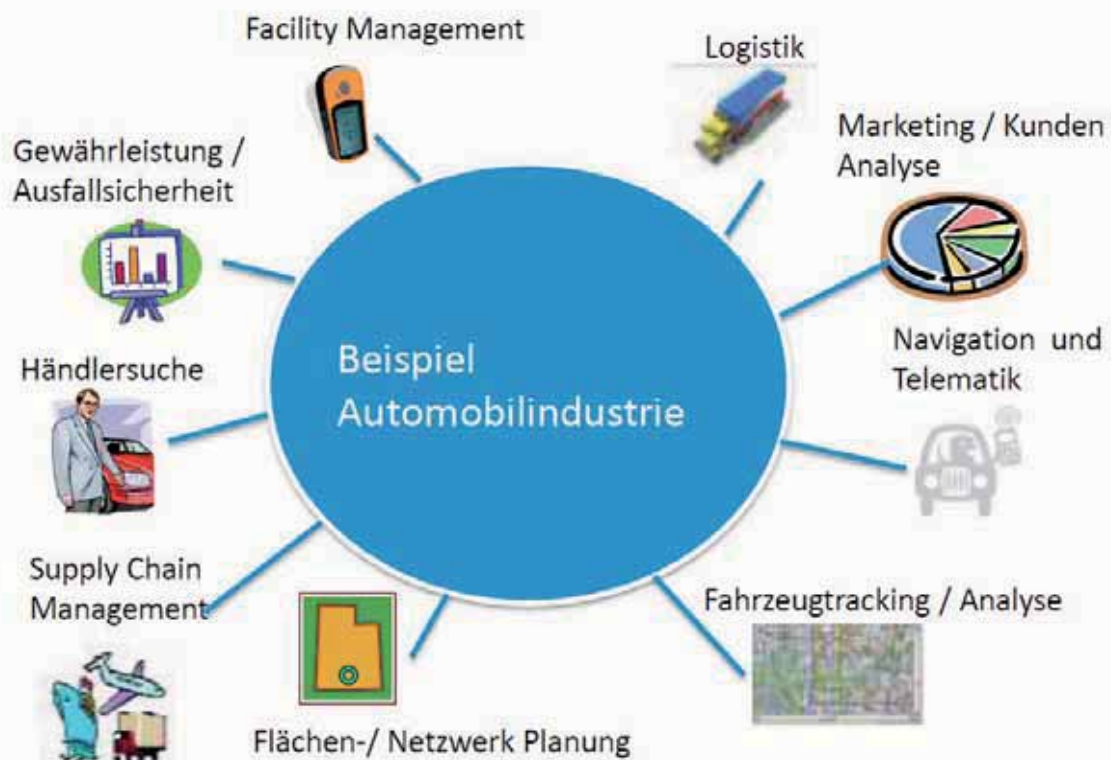 Facility Management
Logistik
Marketing / Kunden
Analyse
Gewährleistung /
Ausfallsicherheit
Navigation und
Telematik
Händlersuche
Beispiel
Automobilindustrie
Supply Chain
Management
Fahrzeugtracking / Analyse
Flächen-/ Netzwerk Planung